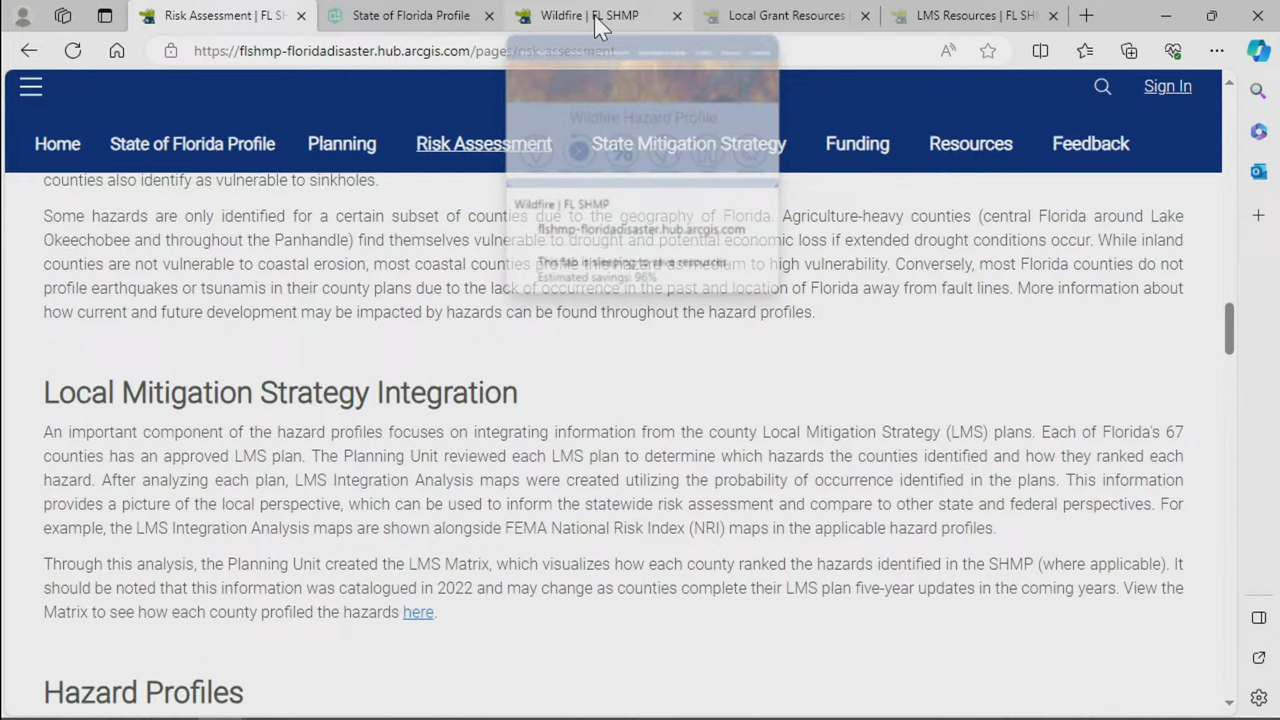 Risk Assessment | FL SH
State of Florida Profile
Wildfire | FL SHMP
Local Grant Resources |
LMS Resources | FL SH
https://flshmp-floridadisaster.hub.arcgis.com/pages/risk-assessment
Sign In
Home
State of Florida Profile
Planning
Risk Assessment
State Mitigation Strategy
Funding
Resources
Feedback
Wildfire Hazard Profile
Wildfire | FL SHMP
flshmp-floridadisaster.hub.arcgis.com
This tab is sleeping to save resources
Estimated savings: 96%
counties also identify as vulnerable to sinkholes.
Some hazards are only identified for a certain subset of counties due to the geography of Florida. Agriculture-heavy counties (central Florida around Lake
Okeechobee and throughout the Panhandle) find themselves vulnerable to drought and potential economic loss if extended drought conditions occur. While inland
counties are not vulnerable to coastal erosion, most coastal counties profile this hazard as medium to high vulnerability. Conversely, most Florida counties do not
profile earthquakes or tsunamis in their county plans due to the lack of occurrence in the past and location of Florida away from fault lines. More information about
how current and future development may be impacted by hazards can be found throughout the hazard profiles.
Local Mitigation Strategy Integration
An important component of the hazard profiles focuses on integrating information from the county Local Mitigation Strategy (LMS) plans. Each of Florida's 67
counties has an approved LMS plan. The Planning Unit reviewed each LMS plan to determine which hazards the counties identified and how they ranked each
hazard. After analyzing each plan, LMS Integration Analysis maps were created utilizing the probability of occurrence identified in the plans. This information
provides a picture of the local perspective, which can be used to inform the statewide risk assessment and compare to other state and federal perspectives. For
example, the LMS Integration Analysis maps are shown alongside FEMA National Risk Index (NRI) maps in the applicable hazard profiles.
Through this analysis, the Planning Unit created the LMS Matrix, which visualizes how each county ranked the hazards identified in the SHMP (where applicable). It
should be noted that this information was catalogued in 2022 and may change as counties complete their LMS plan five-year updates in the coming years. View the
Matrix to see how each county profiled the hazards here.
Hazard Profiles